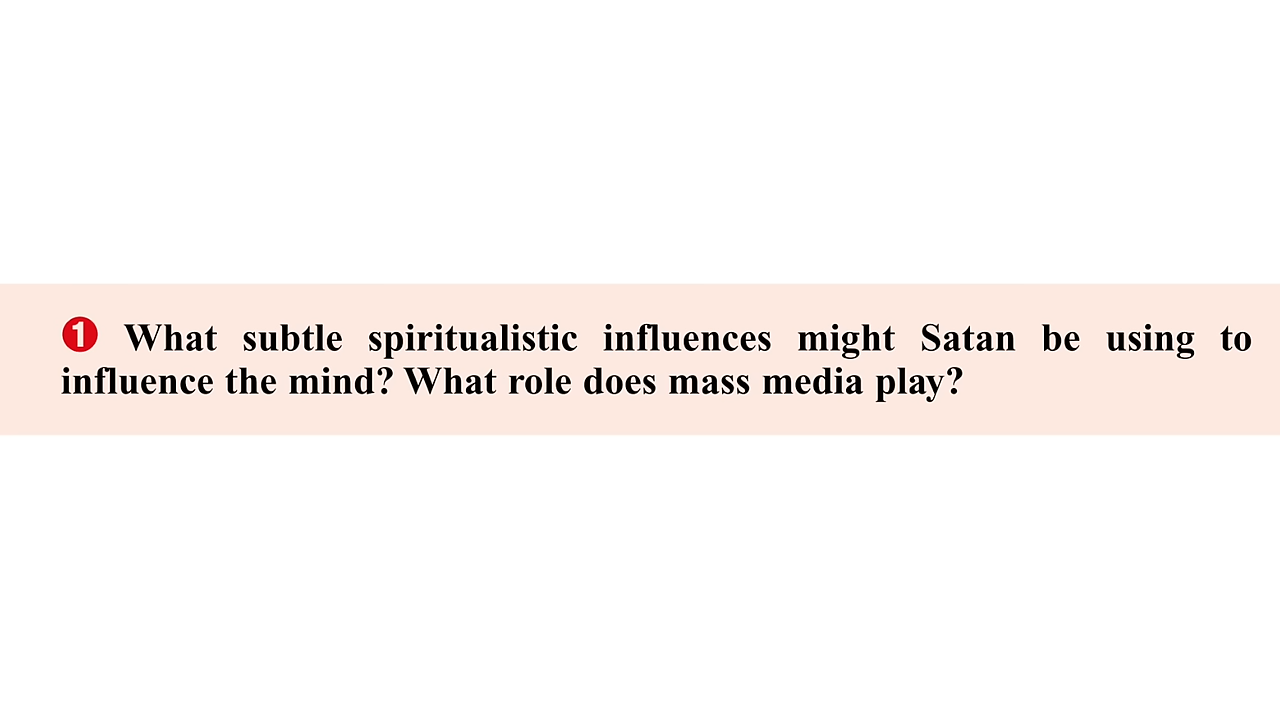 ❶ What subtle spiritualistic influences might Satan be using to
influence the mind? What role does mass media play?